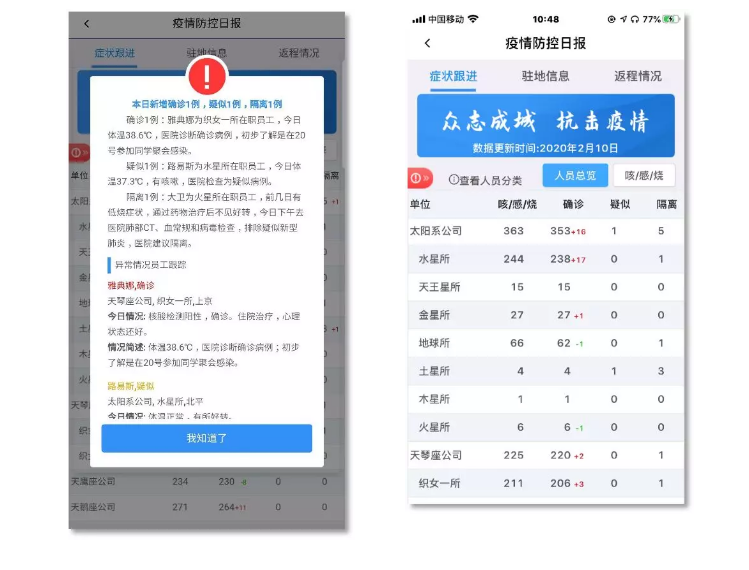 疫情防控日报
症状跟进 驻地信息 返程情况
本日新增确诊1例，疑似1例，隔离1例
确诊1例：雅典娜为织女一所在职员工，今日
体温38.6℃，医院诊断确诊病例，初步了解是在20
号参加同学聚会感染。
疑似1例：路易斯为水星所在职员工，今日体
温37.3℃，有咳嗽，医院检查为疑似病例。
隔离1例：大卫为火星所在职员工，前几日有
低烧症状，通过药物治疗后不见好转，今日下午去
医院肺部CT、血常规和病毒检查，排除疑似新型
肺炎，医院建议隔离。
异常情况员工跟踪
雅典娜,确诊
天琴座公司, 织女一所,上京
今日情况: 核酸检测阳性，确诊。住院治疗，心理
状态还好。
情况简述: 体温38.6℃，医院诊断确诊病例；初步
了解是在20号参加同学聚会感染。
路易斯,疑似
太阳系公司, 水星所,北平
今日情况: 体温正常，有所好转。
我知道了
单位 隔离
太阳 +1
水
天
金
地球
土 +1
木
火
天琴
织
织
天鹰座公司 234 230 -8 0 0
天鹅座公司 271 264+11 0 0
中国移动 10:48 77%
疫情防控日报
症状跟进 驻地信息 返程情况
众志成城 抗击疫情
数据更新时间:2020年2月10日
查看人员分类 人员总览 咳/感/烧
单位 咳/感/烧 确诊 疑似 隔离
太阳系公司 363 353+16 1 5
水星所 244 238+17 0 1
天王星所 15 15 0 0
金星所 27 27 +1 0 0
地球所 66 62 -1 0 1
土星所 4 4 1 3
木星所 1 1 0 0
火星所 6 6 -1 0 0
天琴座公司 225 220 +2 0 1
织女一所 211 206 +3 0 1